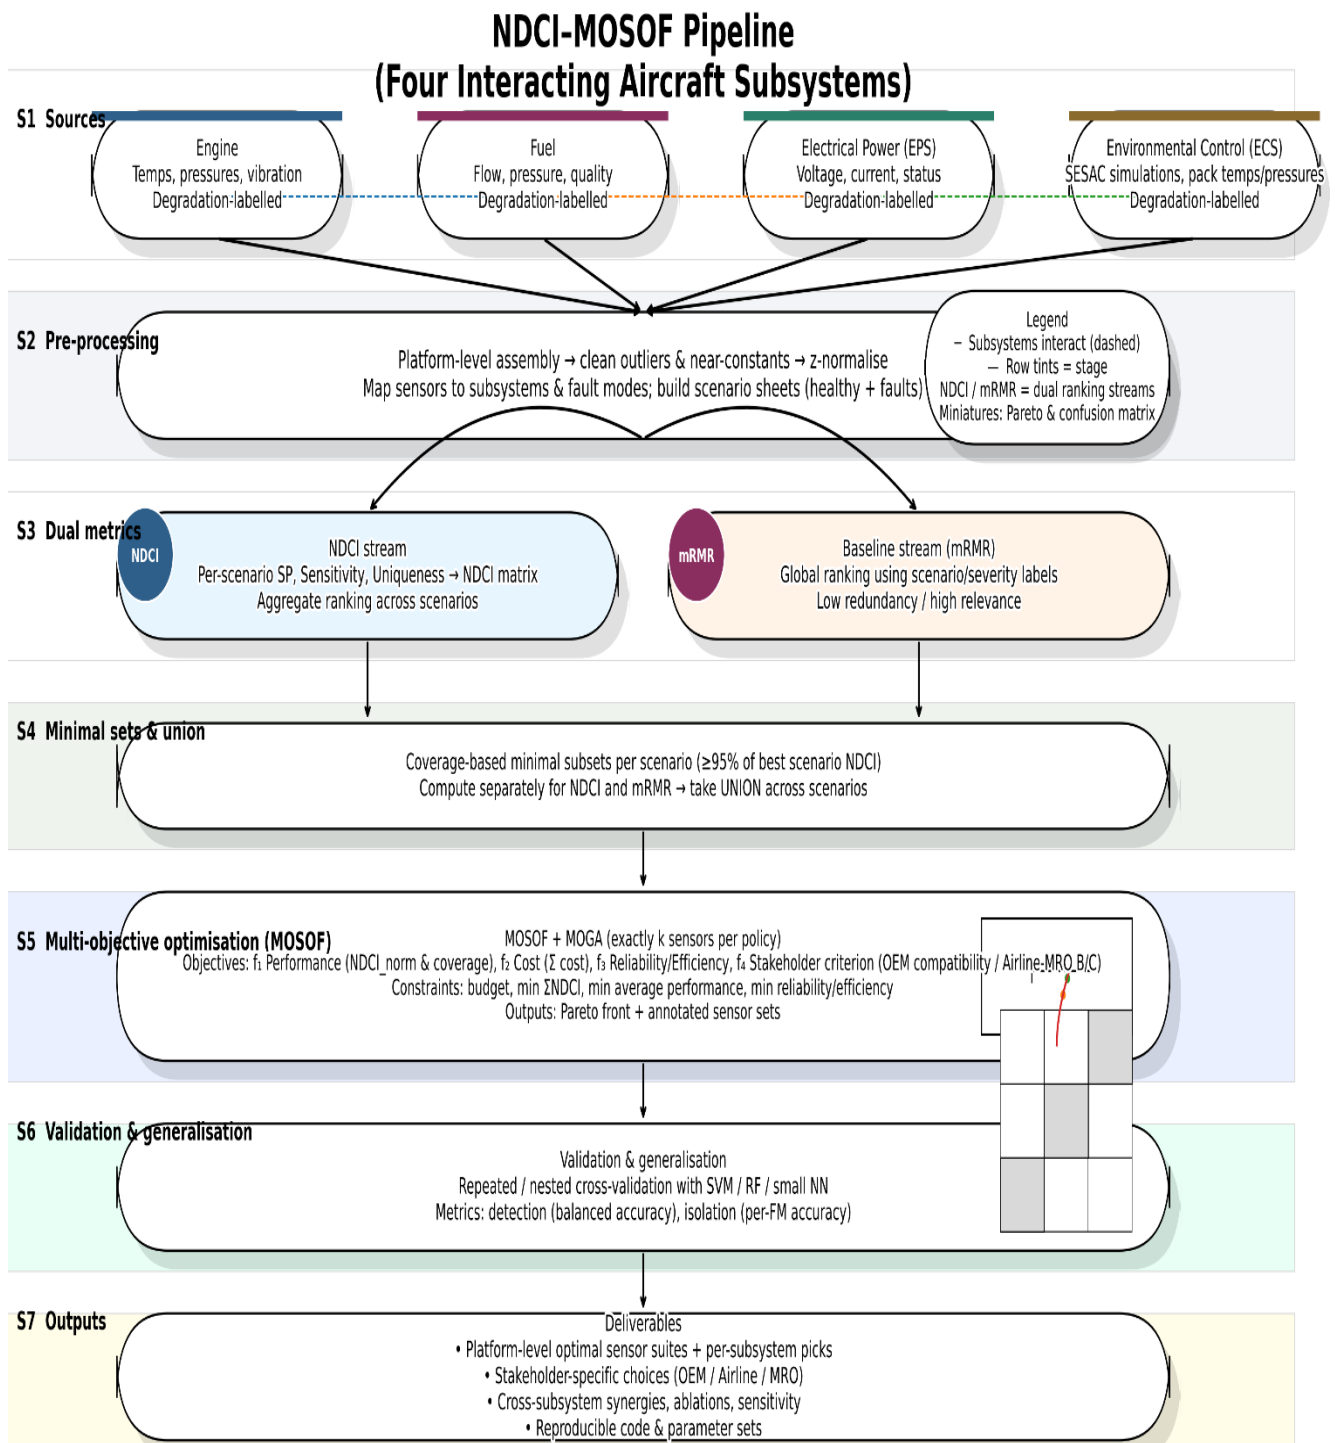 NDCI–MOSOF Pipeline
(Four Interacting Aircraft Subsystems)
S1 Sources
Engine
Temps, pressures, vibration
Degradation-labelled
Fuel
Flow, pressure, quality
Degradation-labelled
Electrical Power (EPS)
Voltage, current, status
Degradation-labelled
Environmental Control (ECS)
SESAC simulations, pack temps/pressures
Degradation-labelled
S2 Pre-processing
Platform-level assembly → clean outliers & near-constants → z-normalise
Map sensors to subsystems & fault modes; build scenario sheets (healthy + faults)
Legend
— Subsystems interact (dashed)
— Row tints = stage
NDCI / mRMR = dual ranking streams
Miniatures: Pareto & confusion matrix
S3 Dual metrics
NDCI
NDCI stream
Per-scenario SP, Sensitivity, Uniqueness → NDCI matrix
Aggregate ranking across scenarios
mRMR
Baseline stream (mRMR)
Global ranking using scenario/severity labels
Low redundancy / high relevance
S4 Minimal sets & union
Coverage-based minimal subsets per scenario (≥95% of best scenario NDCI)
Compute separately for NDCI and mRMR → take UNION across scenarios
S5 Multi-objective optimisation (MOSOF)
MOSOF + MOGA (exactly k sensors per policy)
Objectives: f₁ Performance (NDCI_norm & coverage), f₂ Cost (Σ cost), f₃ Reliability/Efficiency, f₄ Stakeholder criterion (OEM compatibility / Airline-MRO B/C)
Constraints: budget, min ΣNDCI, min average performance, min reliability/efficiency
Outputs: Pareto front + annotated sensor sets
S6 Validation & generalisation
Validation & generalisation
Repeated / nested cross-validation with SVM / RF / small NN
Metrics: detection (balanced accuracy), isolation (per-FM accuracy)
S7 Outputs
Deliverables
• Platform-level optimal sensor suites + per-subsystem picks
• Stakeholder-specific choices (OEM / Airline / MRO)
• Cross-subsystem synergies, ablations, sensitivity
• Reproducible code & parameter sets